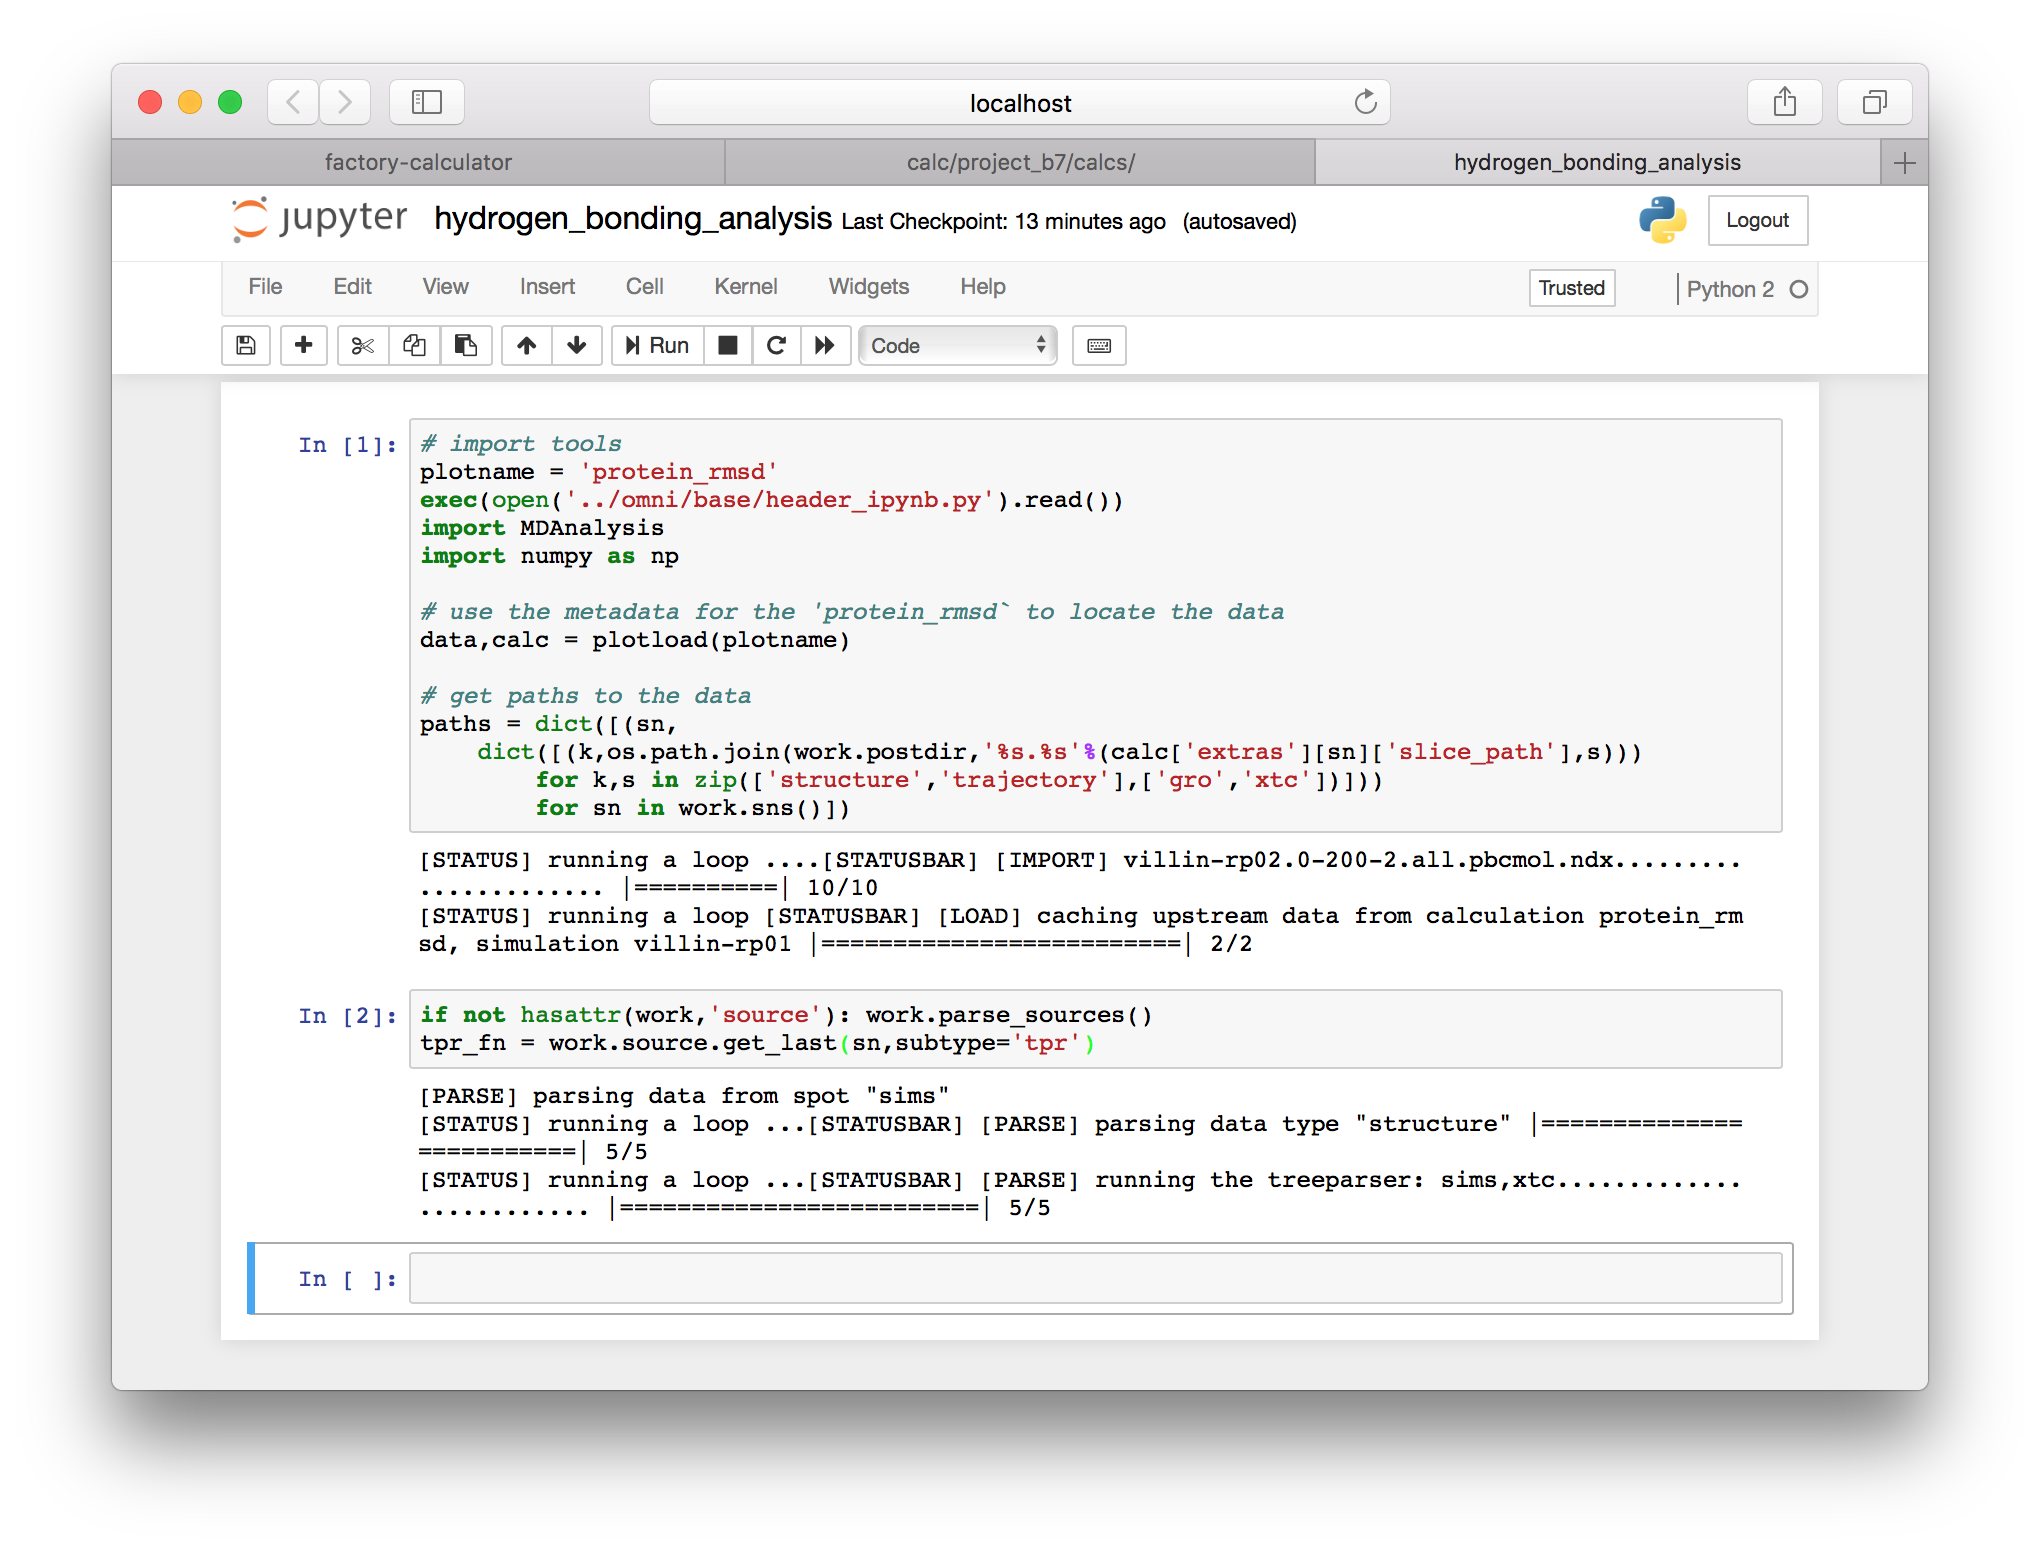 localhost
factory-calculator
calc/project_b7/calcs/
hydrogen_bonding_analysis
jupyter hydrogen_bonding_analysis Last Checkpoint: 13 minutes ago (autosaved)
Logout
File Edit View Insert Cell Kernel Widgets Help
Trusted
Python 2
Run
Code
In [1]:
# import tools
plotname = 'protein_rmsd'
exec(open('../omni/base/header_ipynb.py').read())
import MDAnalysis
import numpy as np
# use the metadata for the 'protein_rmsd` to locate the data
data,calc = plotload(plotname)
# get paths to the data
paths = dict([(sn,
    dict([(k,os.path.join(work.postdir,'%s.%s'%(calc['extras'][sn]['slice_path'],s)))
        for k,s in zip(['structure','trajectory'],['gro','xtc'])]))
        for sn in work.sns()])
[STATUS] running a loop ....[STATUSBAR] [IMPORT] villin-rp02.0-200-2.all.pbcmol.ndx.........
............. |==========| 10/10
[STATUS] running a loop [STATUSBAR] [LOAD] caching upstream data from calculation protein_rm
sd, simulation villin-rp01 |=========================| 2/2
In [2]:
if not hasattr(work,'source'): work.parse_sources()
tpr_fn = work.source.get_last(sn,subtype='tpr')
[PARSE] parsing data from spot "sims"
[STATUS] running a loop ...[STATUSBAR] [PARSE] parsing data type "structure" |==============
===========| 5/5
[STATUS] running a loop ...[STATUSBAR] [PARSE] running the treeparser: sims,xtc.............
............ |=========================| 5/5
In [ ]: